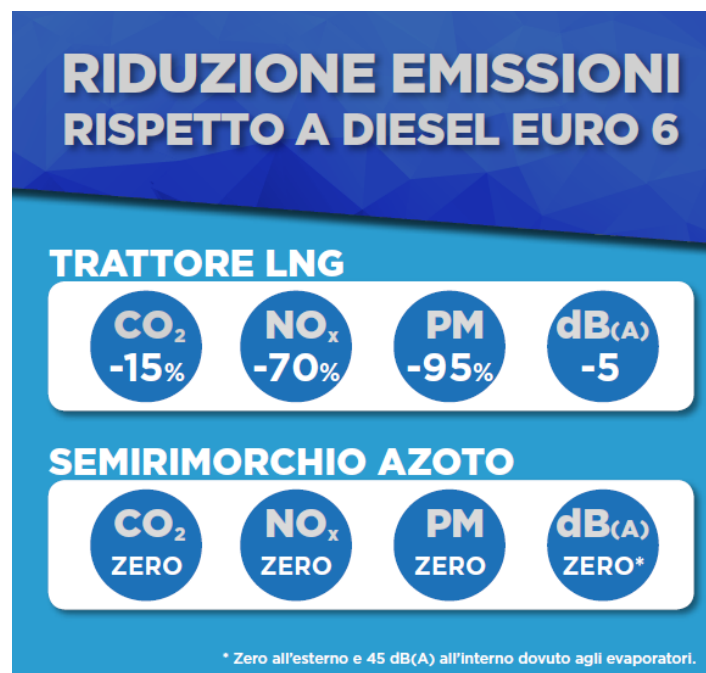 RIDUZIONE EMISSIONI
RISPETTO A DIESEL EURO 6
TRATTORE LNG
CO₂ NOₓ PM dB(A)
-15% -70% -95% -5
SEMIRIMORCHIO AZOTO
CO₂ NOₓ PM dB(A)
ZERO ZERO ZERO ZERO*
* Zero all'esterno e 45 dB(A) all'interno dovuto agli evaporatori.